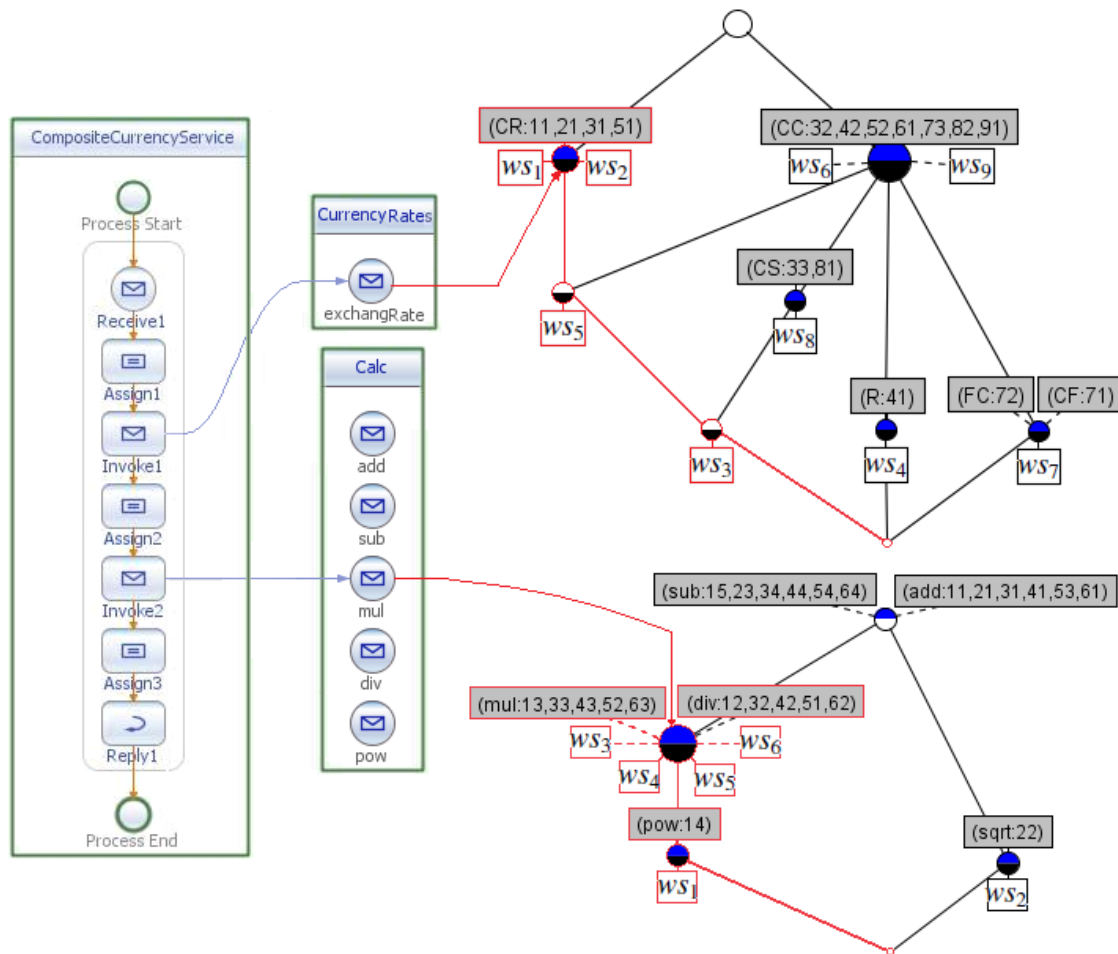 CompositeCurrencyService
Process Start
Receive1
Assign1
Invoke1
Assign2
Invoke2
Assign3
Reply1
Process End
CurrencyRates
exchangRate
Calc
add
sub
mul
div
pow
(CR:11,21,31,51)
ws1
ws2
(CC:32,42,52,61,73,82,91)
ws6
ws9
(CS:33,81)
ws5
ws8
(R:41)
(FC:72)
(CF:71)
ws3
ws4
ws7
(sub:15,23,34,44,54,64)
(add:11,21,31,41,53,61)
(mul:13,33,43,52,63)
(div:12,32,42,51,62)
ws3
ws6
ws4
ws5
(pow:14)
(sqrt:22)
ws1
ws2